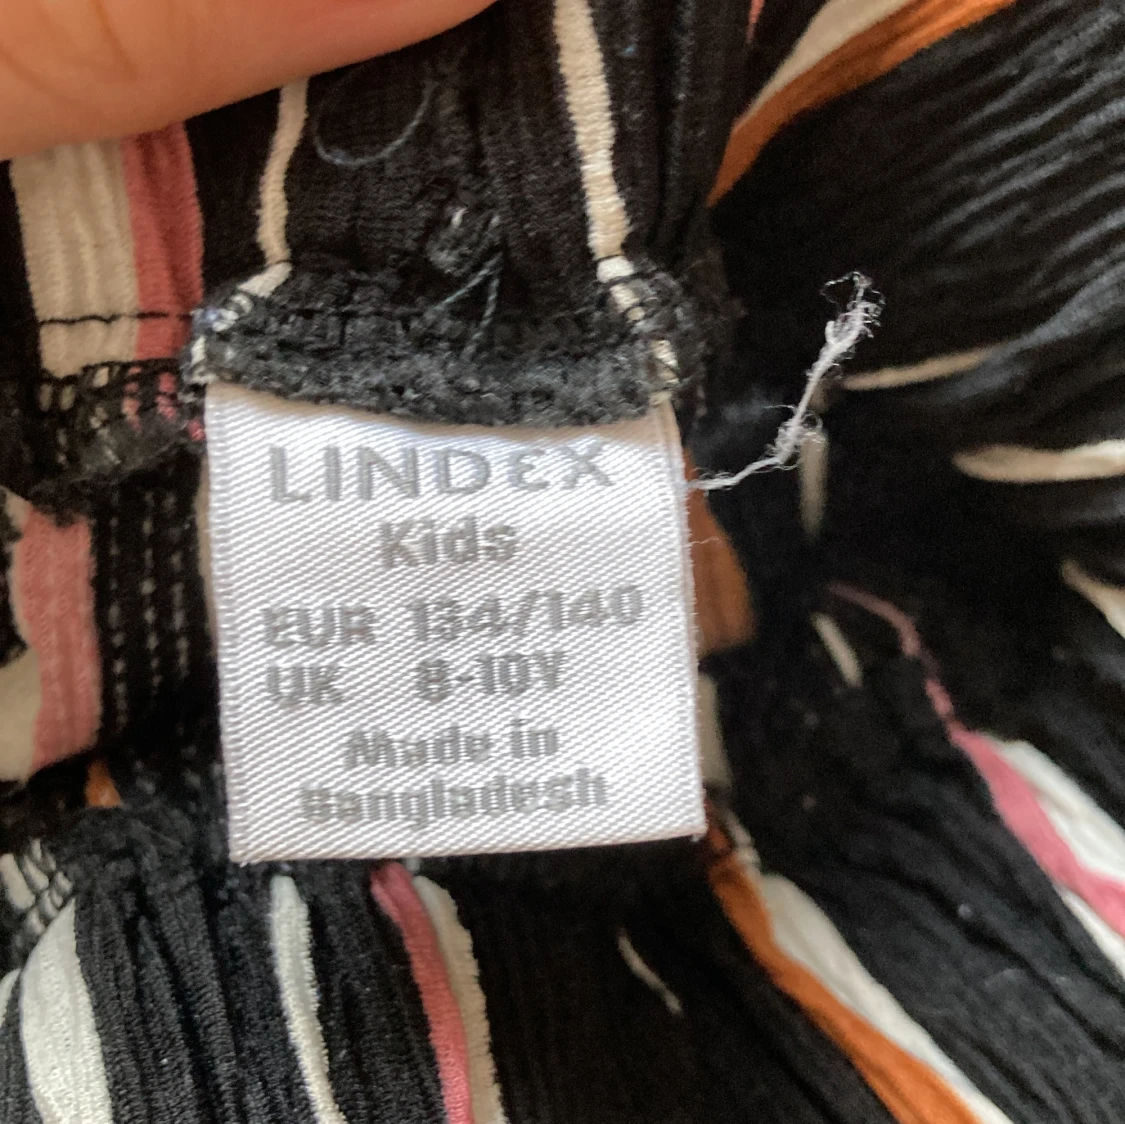 LINDEX
Kids
EUR 134/140
UK 8-10Y
Made in
Bangladesh